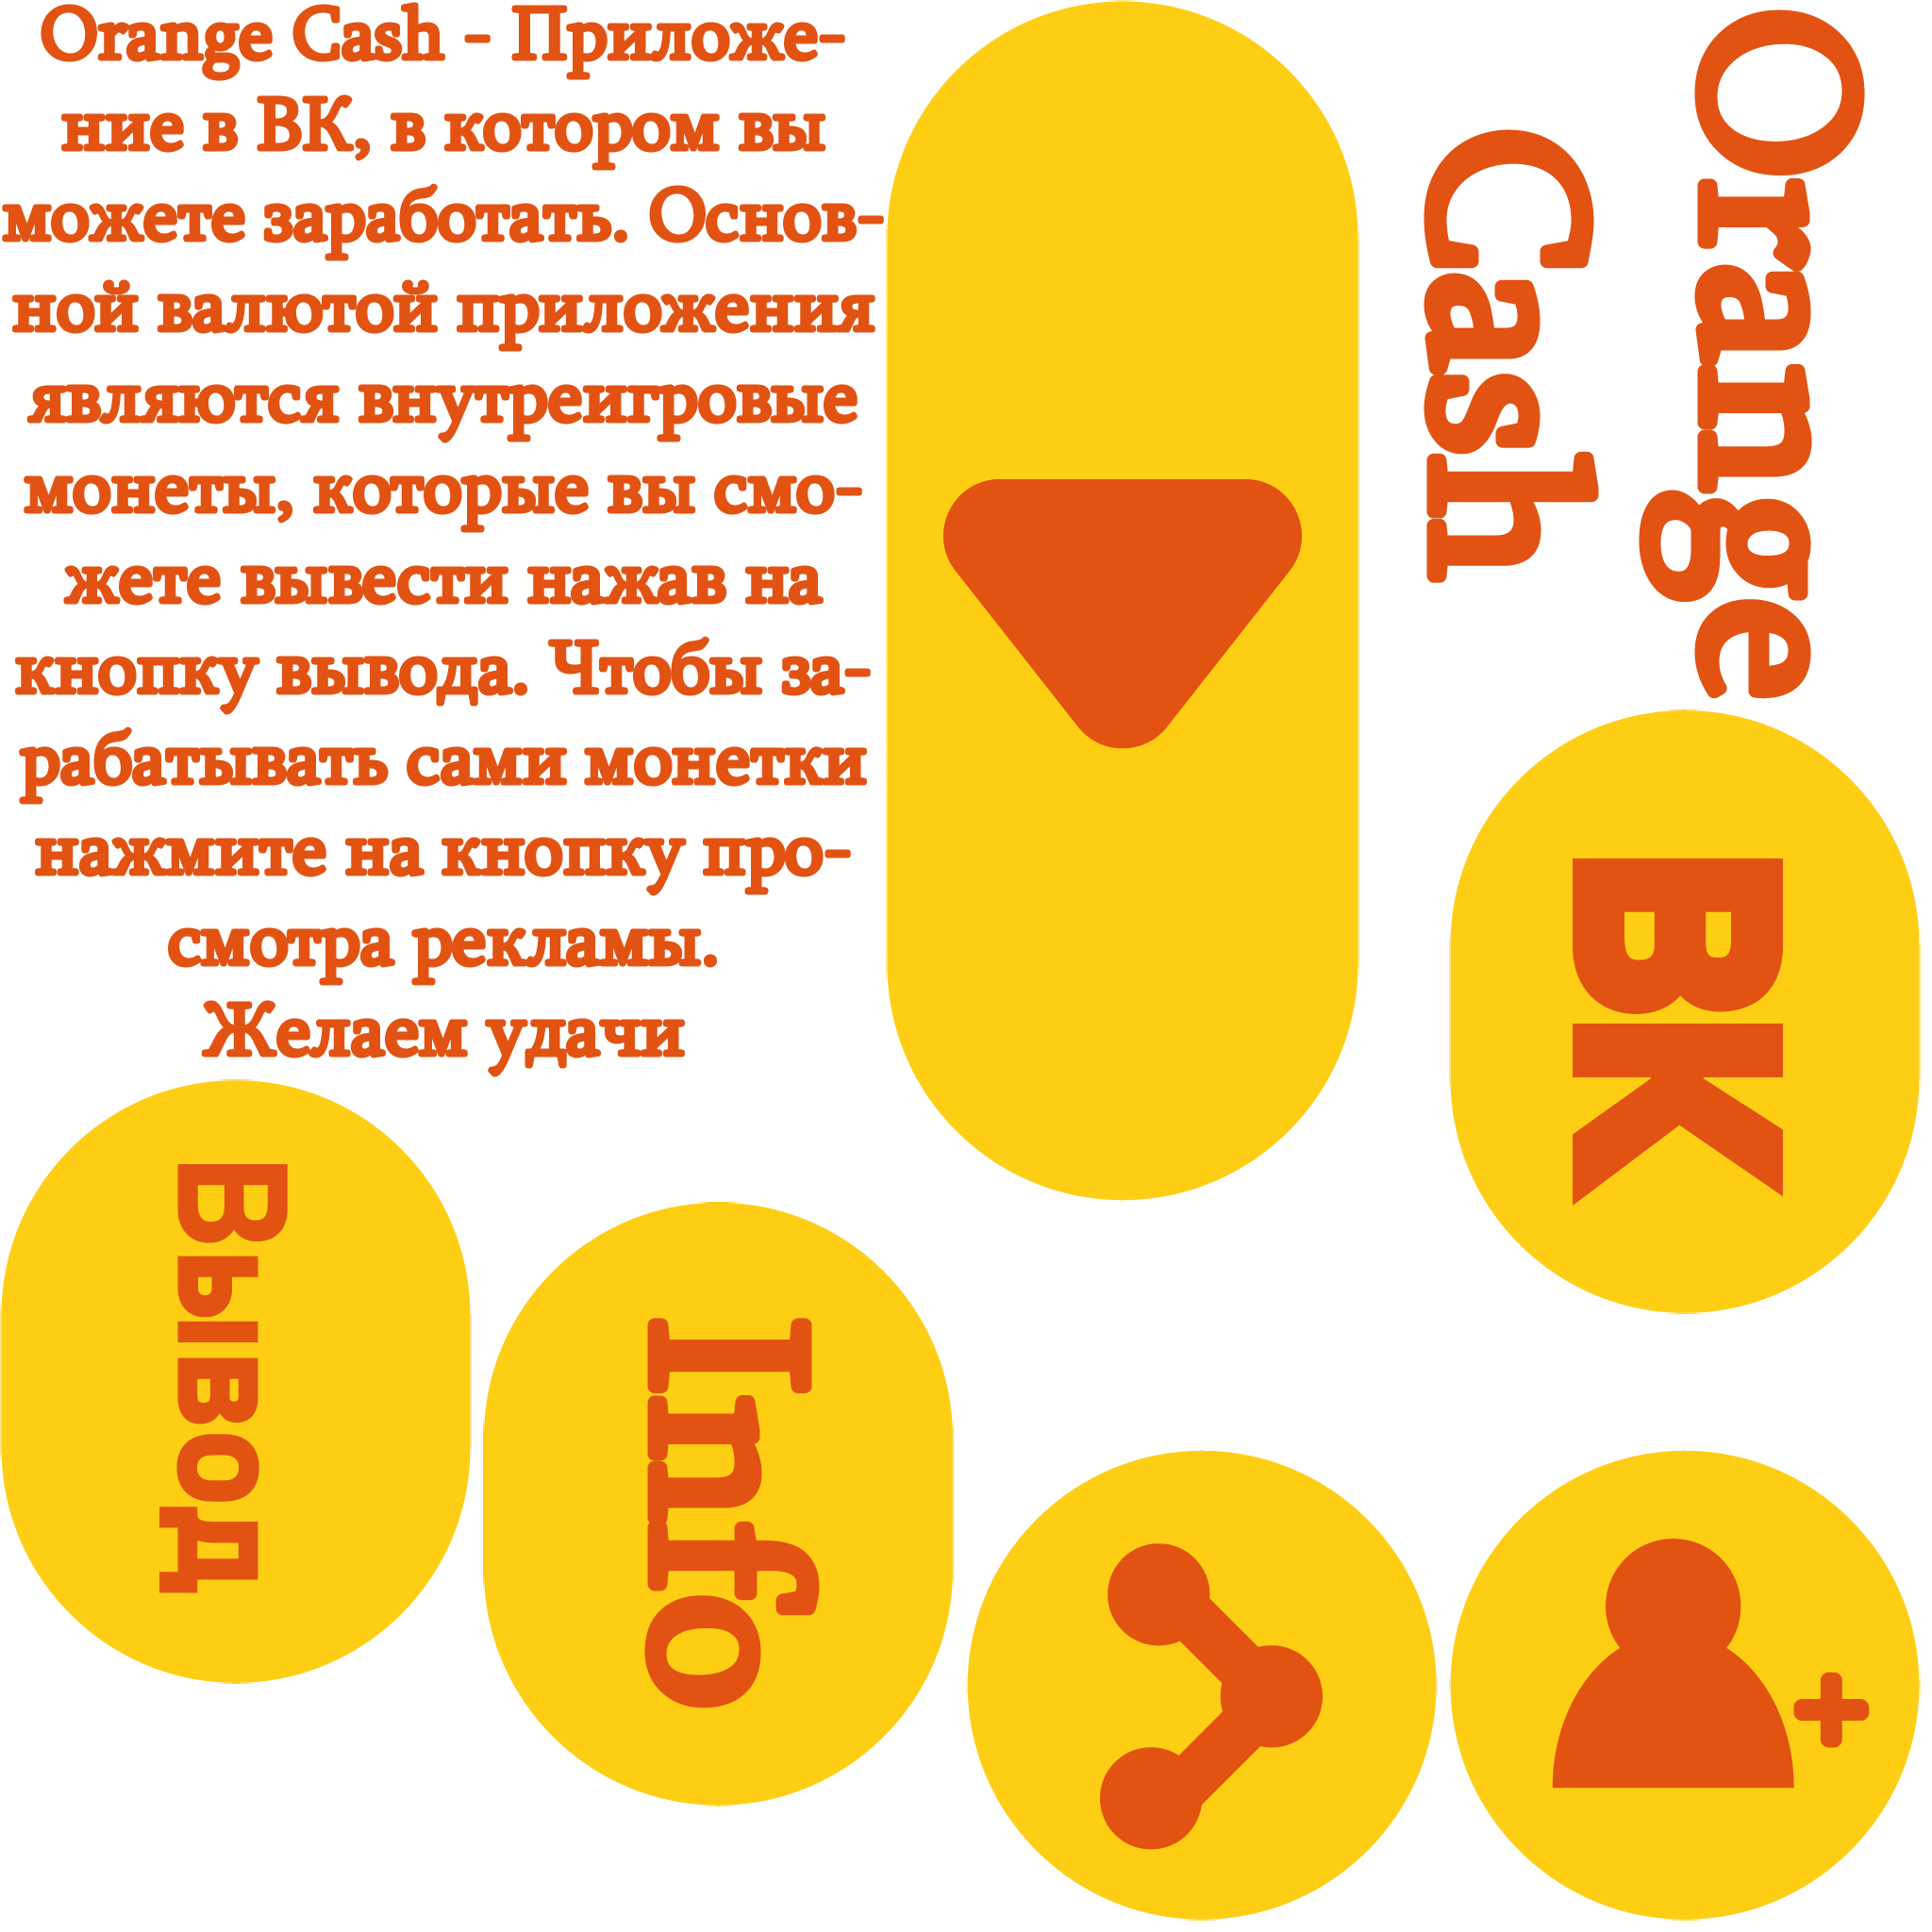 Orange Cash - Приложе-
ние в ВК, в котором вы
можете заработать. Основ-
ной валютой приложения
являются внутреигровые
монеты, которые вы смо-
жете вывести нажав на
кнопку вывода. Чтобы за-
рабатывать сами монетки
нажмите на кнопку про-
смотра рекламы.
Желаем удачи
Orange
Cash
ВК
Вывод
Info